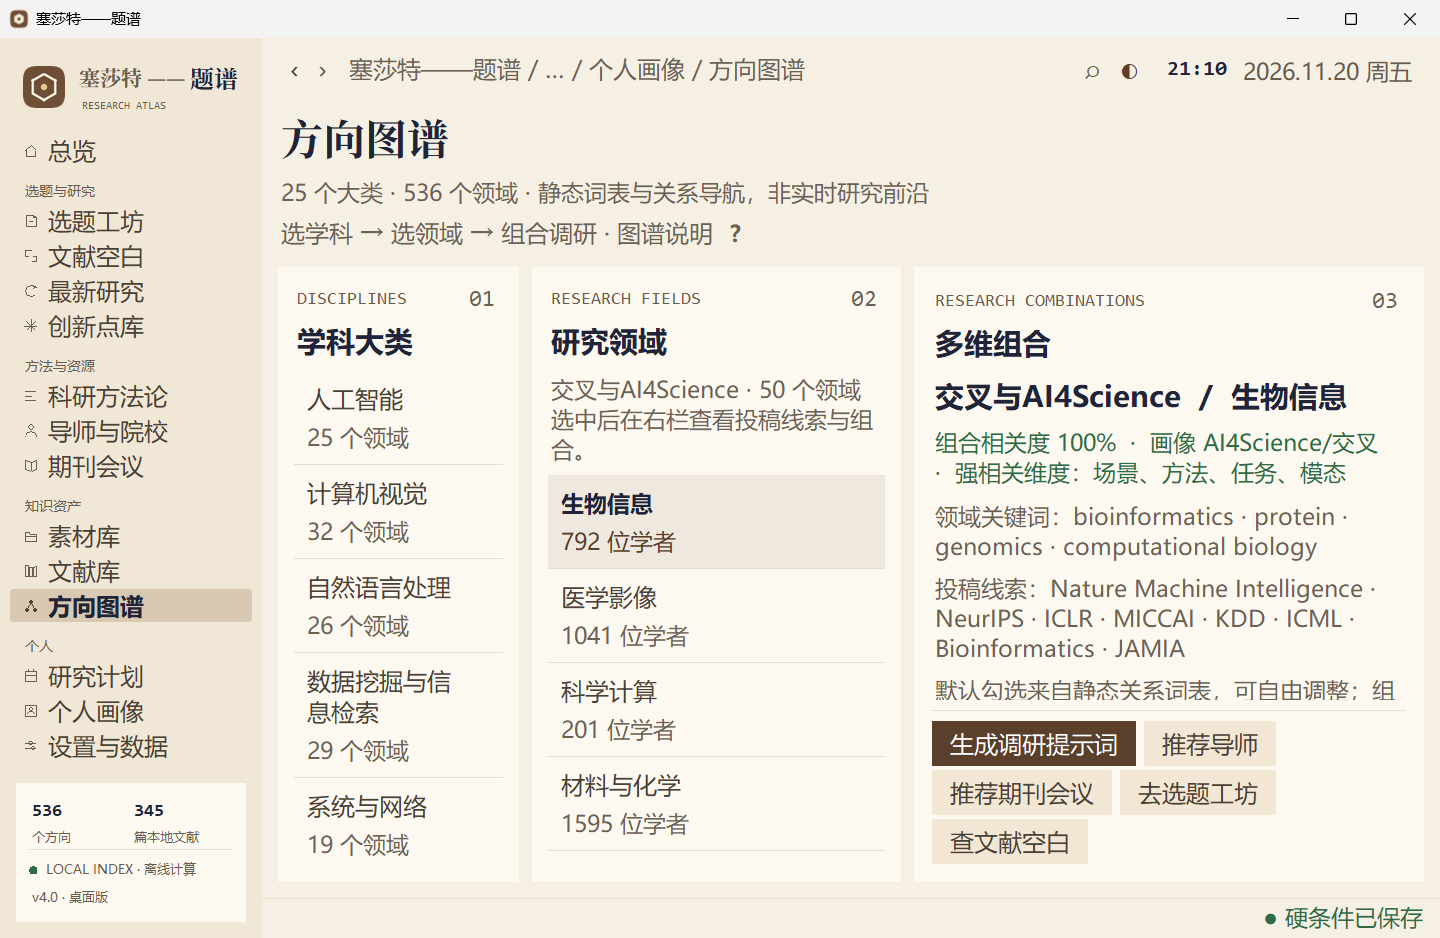 塞莎特——题谱
塞莎特 —— 题谱
RESEARCH ATLAS
总览
选题与研究
选题工坊
文献空白
最新研究
创新点库
方法与资源
科研方法论
导师与院校
期刊会议
知识资产
素材库
文献库
方向图谱
个人
研究计划
个人画像
设置与数据
536 345
个方向 篇本地文献
LOCAL INDEX · 离线计算
v4.0 · 桌面版
‹ › 塞莎特——题谱 / ... / 个人画像 / 方向图谱
21:10 2026.11.20 周五
方向图谱
25 个大类 · 536 个领域 · 静态词表与关系导航，非实时研究前沿
选学科 → 选领域 → 组合调研 · 图谱说明 ?
DISCIPLINES 01
学科大类
人工智能
25 个领域
计算机视觉
32 个领域
自然语言处理
26 个领域
数据挖掘与信
息检索
29 个领域
系统与网络
19 个领域
RESEARCH FIELDS 02
研究领域
交叉与AI4Science · 50 个领域
选中后在右栏查看投稿线索与组
合。
生物信息
792 位学者
医学影像
1041 位学者
科学计算
201 位学者
材料与化学
1595 位学者
RESEARCH COMBINATIONS 03
多维组合
交叉与AI4Science / 生物信息
组合相关度 100% · 画像 AI4Science/交叉
· 强相关维度：场景、方法、任务、模态
领域关键词：bioinformatics · protein ·
genomics · computational biology
投稿线索：Nature Machine Intelligence ·
NeurIPS · ICLR · MICCAI · KDD · ICML ·
Bioinformatics · JAMIA
默认勾选来自静态关系词表，可自由调整；组
生成调研提示词 推荐导师
推荐期刊会议 去选题工坊
查文献空白
硬条件已保存